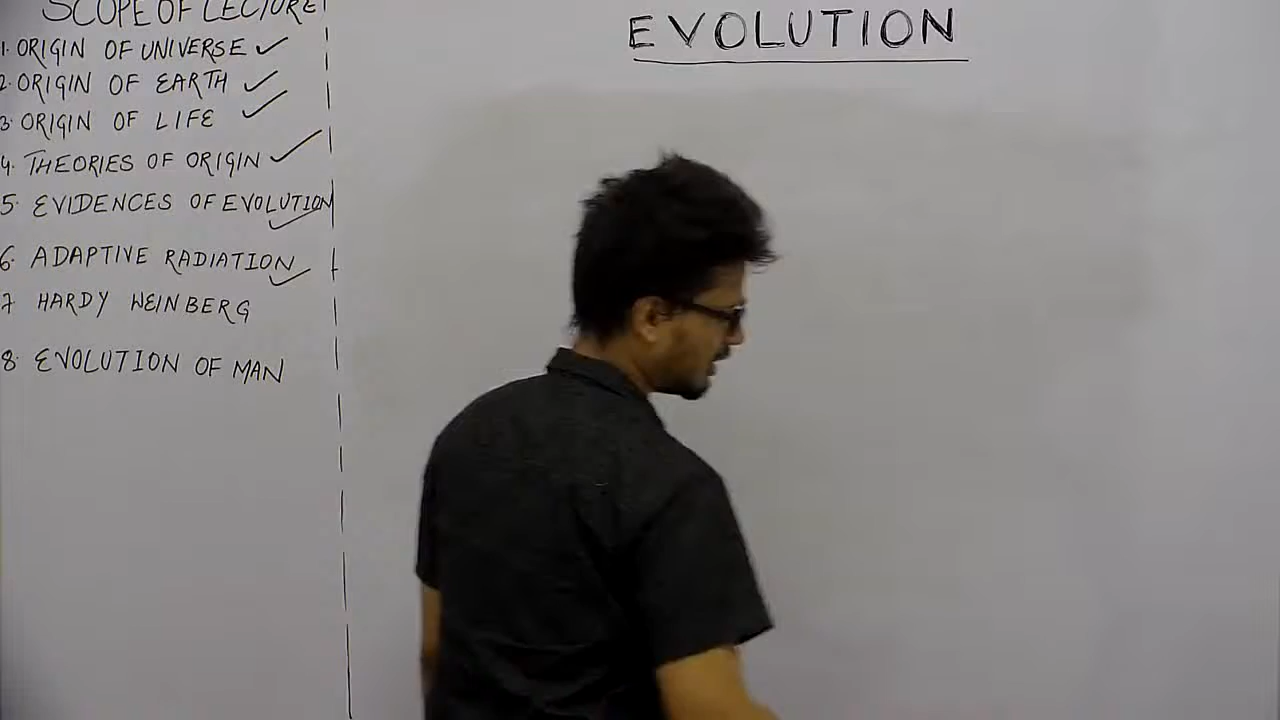 SCOPE OF LECTURE
EVOLUTION
1. ORIGIN OF UNIVERSE ✓
2. ORIGIN OF EARTH ✓
3. ORIGIN OF LIFE ✓
4. THEORIES OF ORIGIN ✓
5. EVIDENCES OF EVOLUTION ✓
6. ADAPTIVE RADIATION ✓
7 HARDY WEINBERG
8. EVOLUTION OF MAN